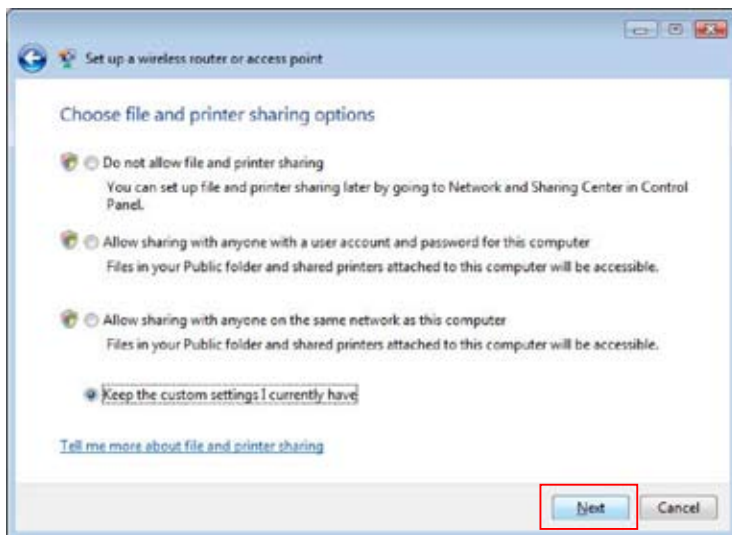 Set up a wireless router or access point
Choose file and printer sharing options
Do not allow file and printer sharing
You can set up file and printer sharing later by going to Network and Sharing Center in Control
Panel.
Allow sharing with anyone with a user account and password for this computer
Files in your Public folder and shared printers attached to this computer will be accessible.
Allow sharing with anyone on the same network as this computer
Files in your Public folder and shared printers attached to this computer will be accessible.
Keep the custom settings I currently have
Tell me more about file and printer sharing
Next Cancel